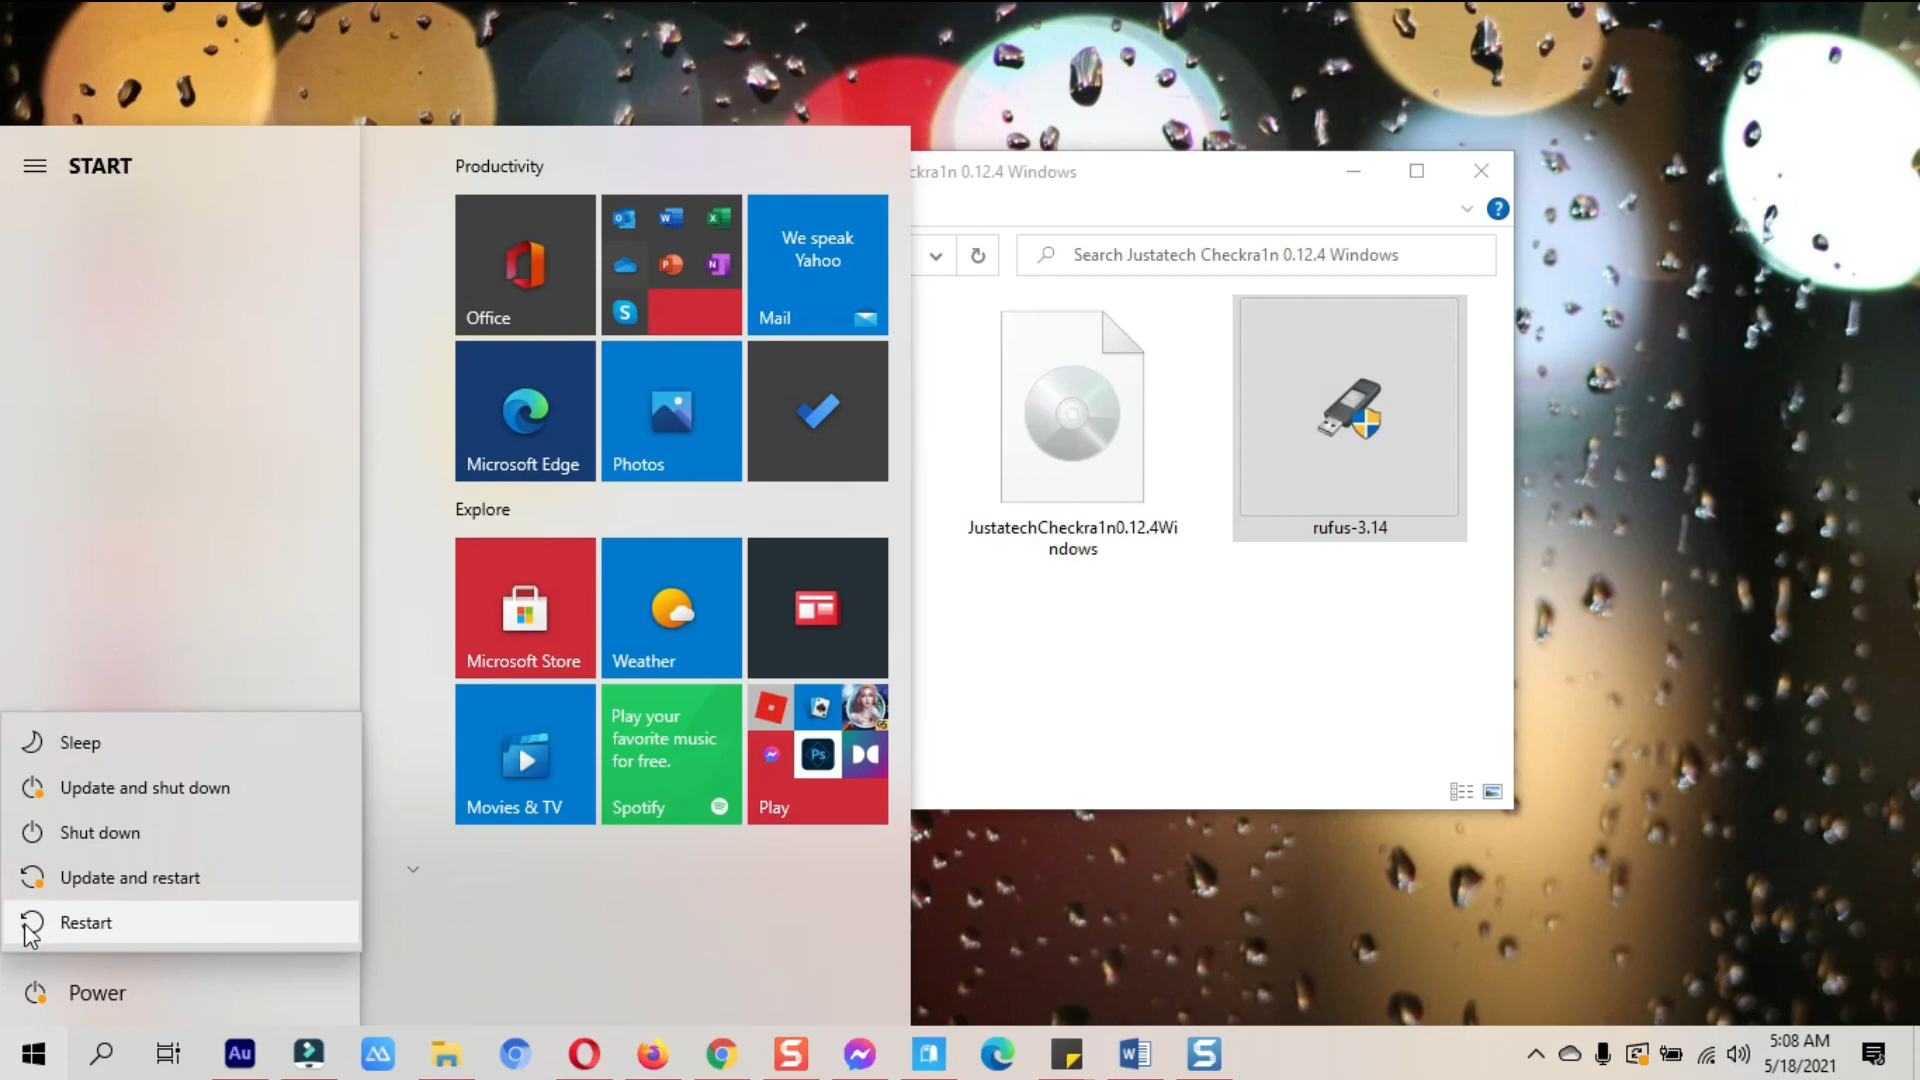 START
Productivity
Office
We speak
Yahoo
Mail
Microsoft Edge
Photos
Explore
Microsoft Store
Weather
Movies & TV
Play your
favorite music
for free.
Spotify
Ps
Play
Sleep
Update and shut down
Shut down
Update and restart
Restart
Power
ckra1n 0.12.4 Windows
Search Justatech Checkra1n 0.12.4 Windows
JustatechCheckra1n0.12.4Wi
ndows
rufus-3.14
Au
5:08 AM
5/18/2021